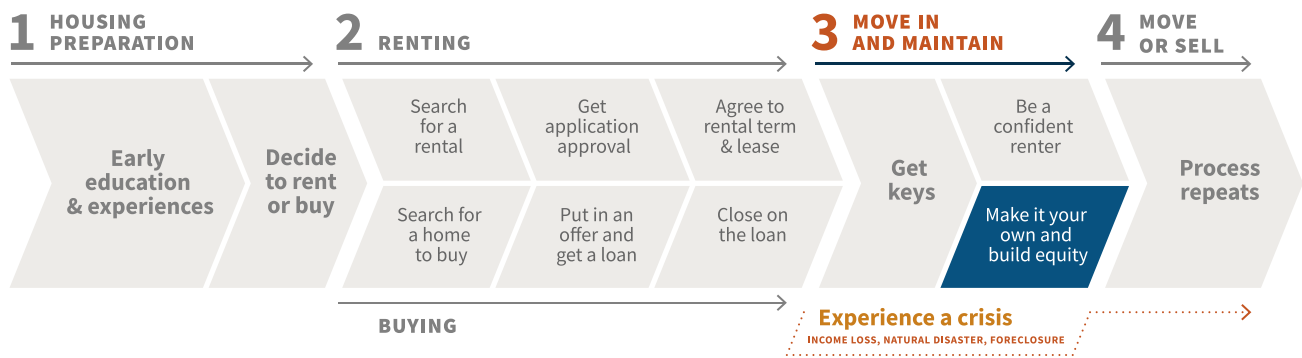 1 HOUSING
PREPARATION
2 RENTING
3 MOVE IN
AND MAINTAIN
4 MOVE
OR SELL
Early
education
& experiences
Decide
to rent
or buy
Search
for a
rental
Get
application
approval
Agree to
rental term
& lease
Search for
a home
to buy
Put in an
offer and
get a loan
Close on
the loan
Get
keys
Be a
confident
renter
Make it your
own and
build equity
Process
repeats
BUYING
Experience a crisis
INCOME LOSS, NATURAL DISASTER, FORECLOSURE